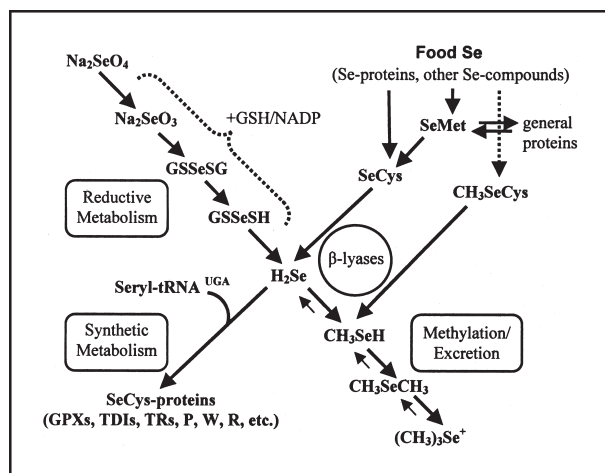 Food Se
(Se-proteins, other Se-compounds)
Na₂SeO₄
+GSH/NADP
Na₂SeO₃
SeMet
general
proteins
GSSeSG
SeCys
CH₃SeCys
Reductive
Metabolism
GSSeSH
β-lyases
H₂Se
Seryl-tRNA UGA
CH₃SeH
Methylation/
Excretion
Synthetic
Metabolism
CH₃SeCH₃
SeCys-proteins
(GPXs, TDIs, TRs, P, W, R, etc.)
(CH₃)₃Se⁺